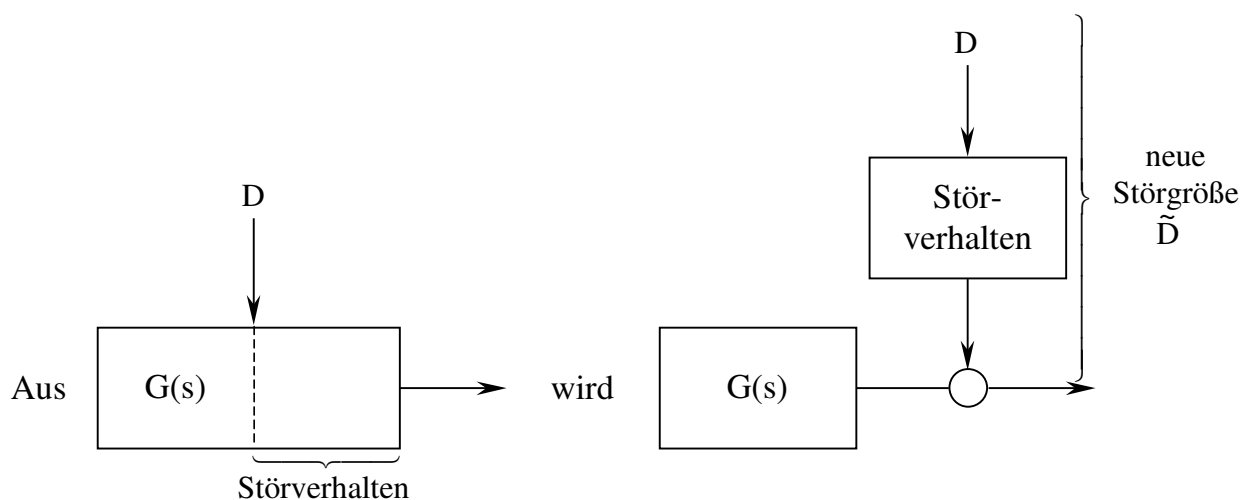 D
Aus
G(s)
Störverhalten
wird
G(s)
D
Stör-
verhalten
neue
Störgröße
D̃